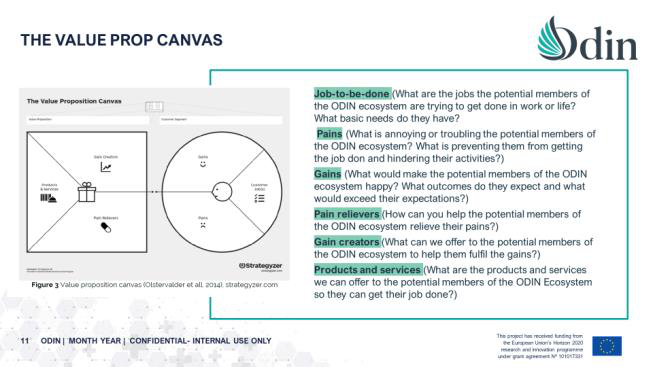 THE VALUE PROP CANVAS
Odin
The Value Proposition Canvas
Value Proposition
Customer Segment
Gain Creators
Gains
Products
& Services
Customer
Job(s)
Pain Relievers
Pains
Strategyzer
strategyzer.com
Figure 3 Value proposition canvas (Olstervalder et all, 2014), strategyzer.com
Job-to-be-done (What are the jobs the potential members of
the ODIN ecosystem are trying to get done in work or life?
What basic needs do they have?
Pains (What is annoying or troubling the potential members of
the ODIN ecosystem? What is preventing them from getting
the job don and hindering their activities?)
Gains (What would make the potential members of the ODIN
ecosystem happy? What outcomes do they expect and what
would exceed their expectations?)
Pain relievers (How can you help the potential members of
the ODIN ecosystem relieve their pains?)
Gain creators (What can we offer to the potential members of
the ODIN ecosystem to help them fulfil the gains?)
Products and services (What are the products and services
we can offer to the potential members of the ODIN Ecosystem
so they can get their job done?)
11 ODIN | MONTH YEAR | CONFIDENTIAL- INTERNAL USE ONLY
This project has received funding from
the European Union's Horizon 2020
research and innovation programme
under grant agreement Nº 101017331